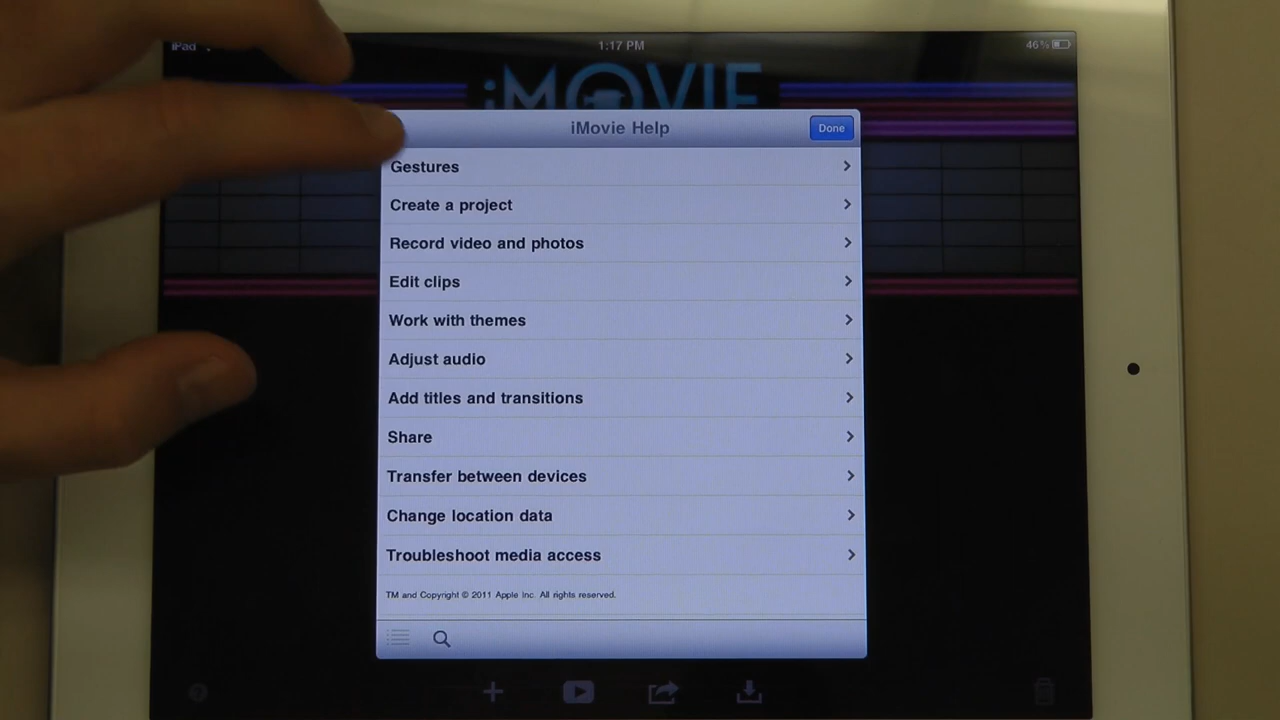 iPad
1:17 PM
46%
iMOVIE
iMovie Help
Done
Gestures
Create a project
Record video and photos
Edit clips
Work with themes
Adjust audio
Add titles and transitions
Share
Transfer between devices
Change location data
Troubleshoot media access
TM and Copyright © 2011 Apple Inc. All rights reserved.
?